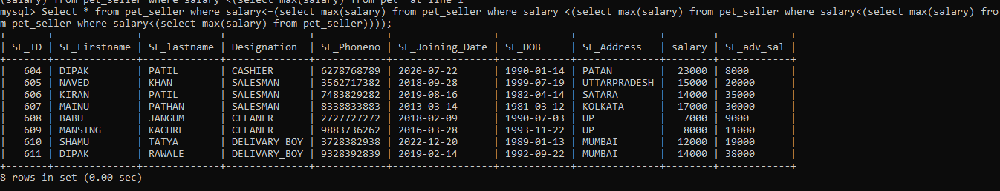 (salary) from pet_seller where salary <(select max(salary) from pet' at line 1
mysql> Select * from pet_seller where salary<=(select max(salary) from pet_seller where salary <(select max(salary) from pet_seller where salary<(select max(salary) fro
m pet_seller where salary<(select max(salary) from pet_seller))));
+-------+--------------+-------------+--------------+------------+-----------------+------------+--------------+--------+------------+
| SE_ID | SE_Firstname | SE_lastname | Designation | SE_Phoneno | SE_Joining_Date | SE_DOB | SE_Address | salary | SE_adv_sal |
+-------+--------------+-------------+--------------+------------+-----------------+------------+--------------+--------+------------+
| 604 | DIPAK | PATIL | CASHIER | 6278768789 | 2020-07-22 | 1990-01-14 | PATAN | 23000 | 8000 |
| 605 | NAVED | KHAN | SALESMAN | 3562717382 | 2018-09-28 | 1999-07-19 | UTTARPRADESH | 15000 | 20000 |
| 606 | KIRAN | PATIL | SALESMAN | 7483829282 | 2019-08-16 | 1982-04-14 | SATARA | 14000 | 35000 |
| 607 | MAINU | PATHAN | SALESMAN | 8338833883 | 2013-03-14 | 1981-03-12 | KOLKATA | 17000 | 30000 |
| 608 | BABU | JANGUM | CLEANER | 2727727272 | 2018-02-09 | 1990-07-03 | UP | 7000 | 9000 |
| 609 | MANSING | KACHRE | CLEANER | 9883736262 | 2016-03-28 | 1993-11-22 | UP | 8000 | 11000 |
| 610 | SHAMU | TATYA | DELIVARY_BOY | 3728382938 | 2022-12-20 | 1989-01-13 | MUMBAI | 12000 | 19000 |
| 611 | DIPAK | RAWALE | DELIVARY_BOY | 9328392839 | 2019-02-14 | 1992-09-22 | MUMBAI | 14000 | 38000 |
+-------+--------------+-------------+--------------+------------+-----------------+------------+--------------+--------+------------+
8 rows in set (0.00 sec)